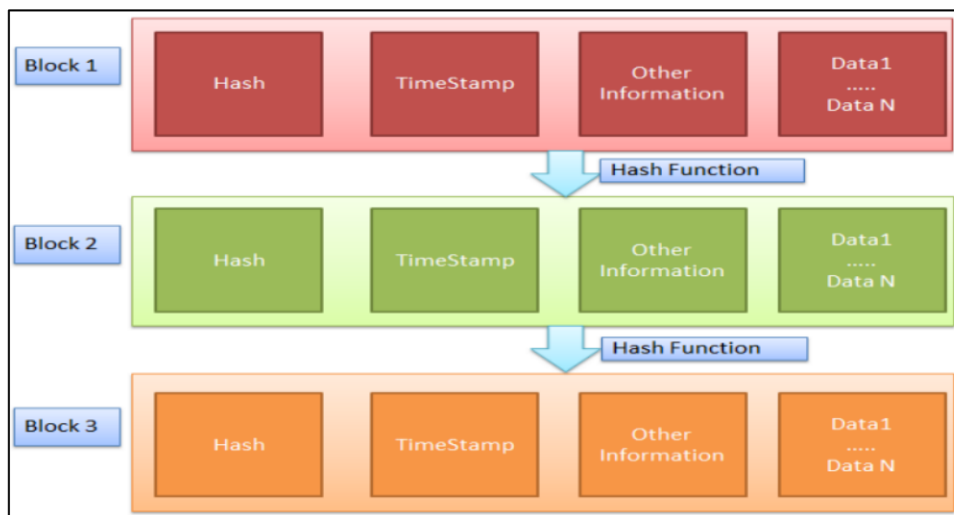 Block 1
Hash
TimeStamp
Other
Information
Data1
.....
Data N
Hash Function
Block 2
Hash
TimeStamp
Other
Information
Data1
.....
Data N
Hash Function
Block 3
Hash
TimeStamp
Other
Information
Data1
.....
Data N